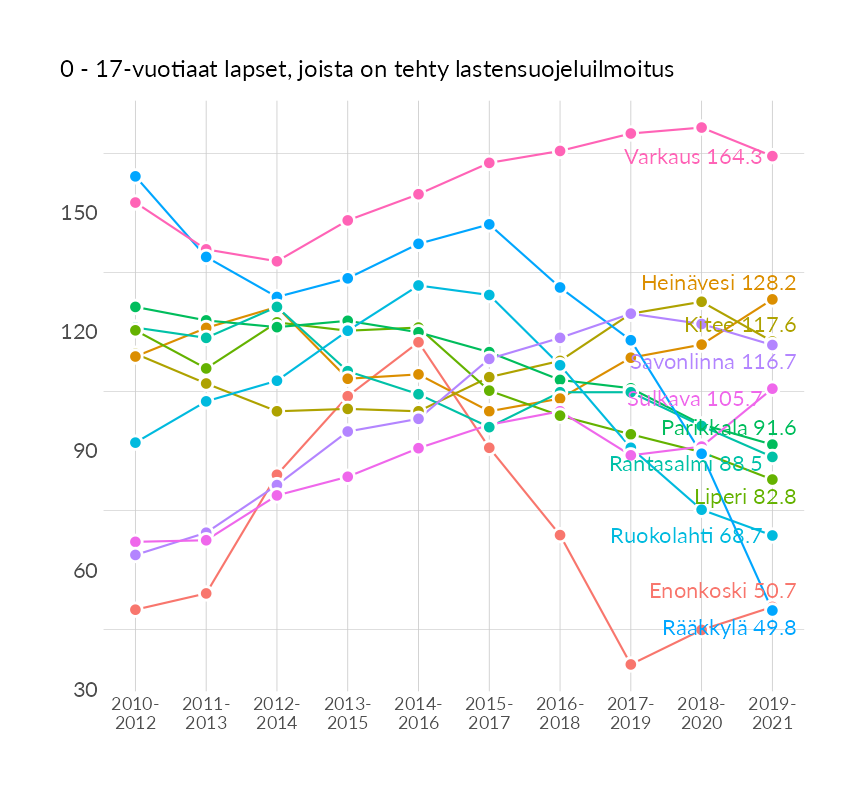 0 - 17-vuotiaat lapset, joista on tehty lastensuojeluilmoitus
150
120
90
60
30
Varkaus 164.3
Heinävesi 128.2
Kitee 117.6
Savonlinna 116.7
Sulkava 105.7
Parikkala 91.6
Rantasalmi 88.5
Liperi 82.8
Ruokolahti 68.7
Enonkoski 50.7
Rääkkylä 49.8
2010-
2012
2011-
2013
2012-
2014
2013-
2015
2014-
2016
2015-
2017
2016-
2018
2017-
2019
2018-
2020
2019-
2021